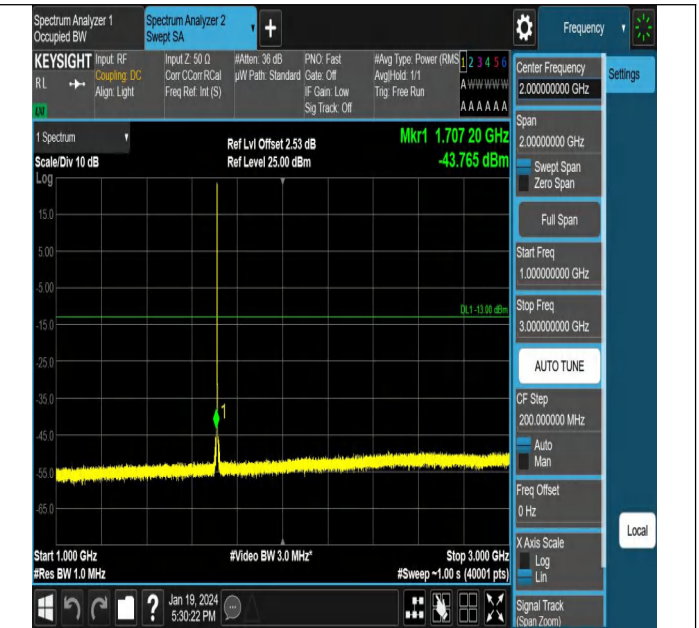 Spectrum Analyzer 1
Occupied BW
Spectrum Analyzer 2
Swept SA
Frequency
KEYSIGHT
RL
Input: RF
Coupling: DC
Align: Light
Input Z: 50 Ω
Corr CCorr RCal
Freq Ref: Int (S)
#Atten: 36 dB
µW Path: Standard
PNO: Fast
Gate: Off
IF Gain: Low
Sig Track: Off
#Avg Type: Power (RMS
Avg|Hold: 1/1
Trig: Free Run
1 2 3 4 5 6
A W W W W W
A A A A A A
1 Spectrum
Scale/Div 10 dB
Log
Ref Lvl Offset 2.53 dB
Ref Level 25.00 dBm
Mkr1 1.707 20 GHz
-43.765 dBm
15.0
5.00
-5.00
-15.0
-25.0
-35.0
-45.0
-55.0
-65.0
DL1 -13.00 dBm
1
Start 1.000 GHz
#Res BW 1.0 MHz
#Video BW 3.0 MHz*
Stop 3.000 GHz
#Sweep ~1.00 s (40001 pts)
Jan 19, 2024
5:30:22 PM
Center Frequency
2.000000000 GHz
Settings
Span
2.00000000 GHz
Swept Span
Zero Span
Full Span
Start Freq
1.000000000 GHz
Stop Freq
3.000000000 GHz
AUTO TUNE
CF Step
200.000000 MHz
Auto
Man
Freq Offset
0 Hz
X Axis Scale
Log
Lin
Local
Signal Track
(Span Zoom)